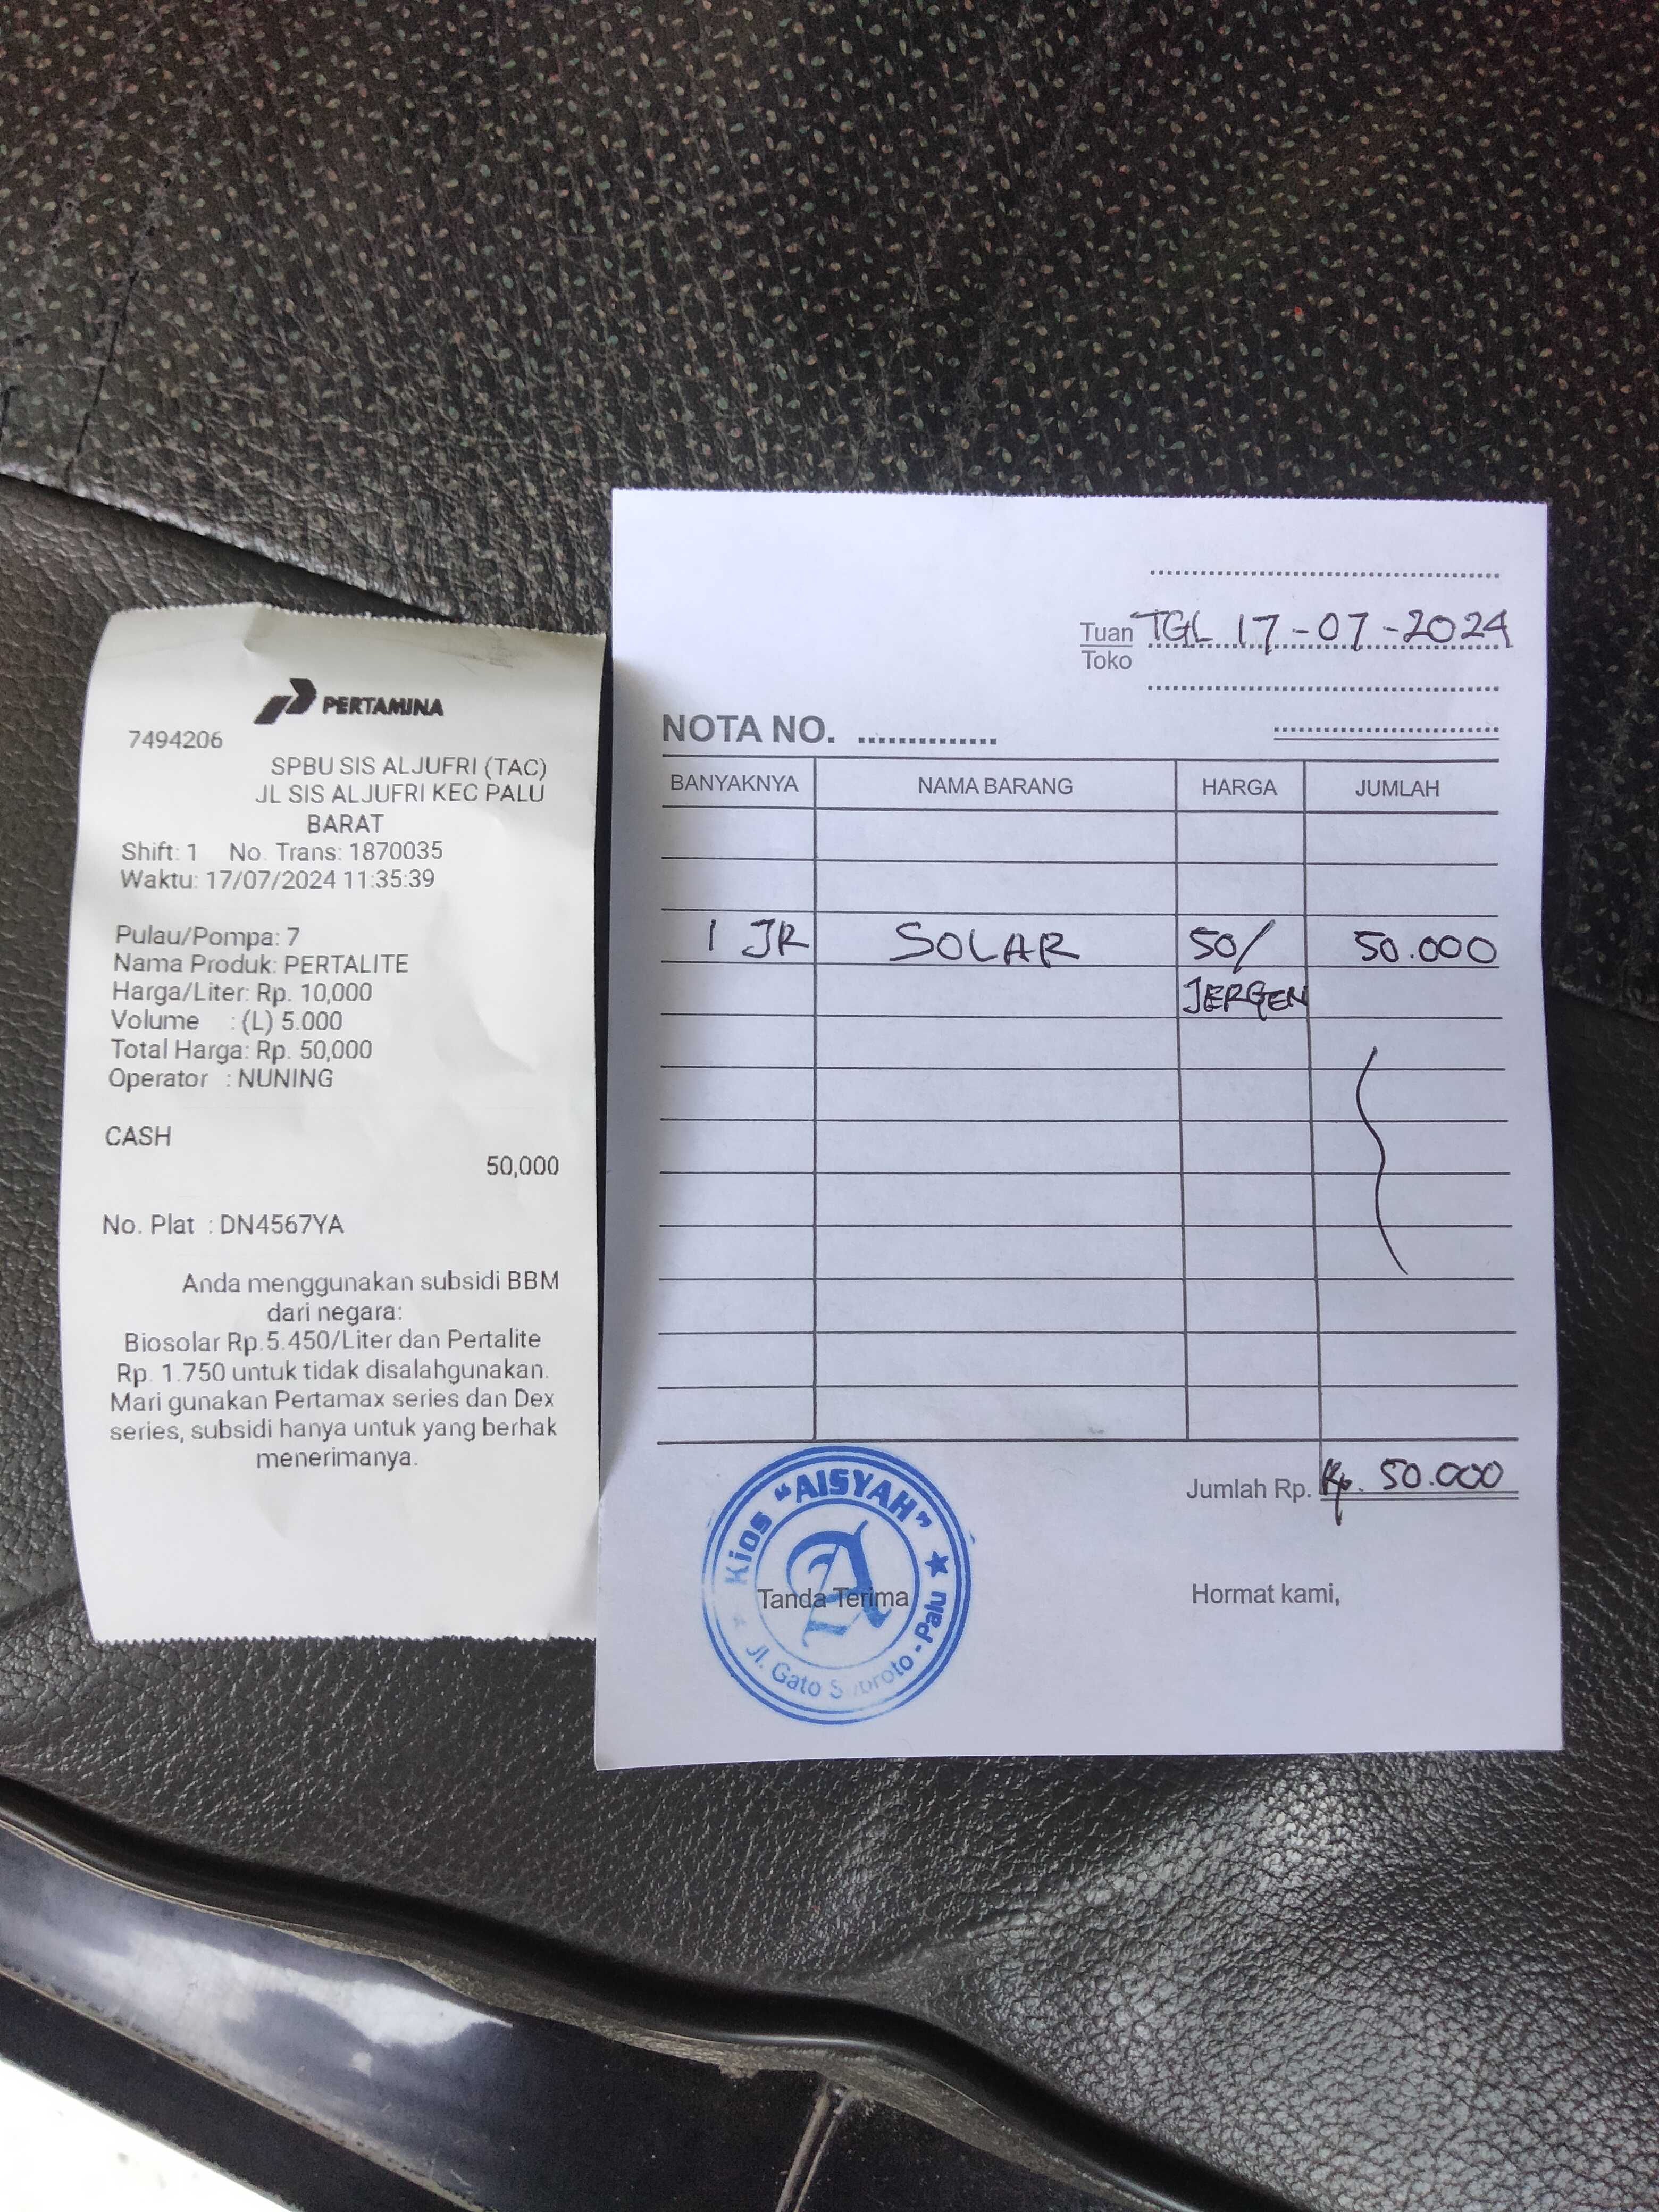 PERTAMINA
7494206
SPBU SIS ALJUFRI (TAC)
JL SIS ALJUFRI KEC PALU
BARAT
Shift: 1 No. Trans: 1870035
Waktu: 17/07/2024 11:35:39
Pulau/Pompa: 7
Nama Produk: PERTALITE
Harga/Liter: Rp. 10,000
Volume : (L) 5.000
Total Harga: Rp. 50,000
Operator : NUNING
CASH
50,000
No. Plat : DN4567YA
Anda menggunakan subsidi BBM
dari negara:
Biosolar Rp.5.450/Liter dan Pertalite
Rp. 1.750 untuk tidak disalahgunakan.
Mari gunakan Pertamax series dan Dex
series, subsidi hanya untuk yang berhak
menerimanya.
Tuan TGL 17-07-2024
Toko
NOTA NO. ..............
BANYAKNYA NAMA BARANG HARGA JUMLAH
1 JR SOLAR 50/ 50.000
JERGEN
Jumlah Rp. Rp. 50.000
Tanda Terima Hormat kami,
Kios "AISYAH"
A
Jl. Gato - Palu